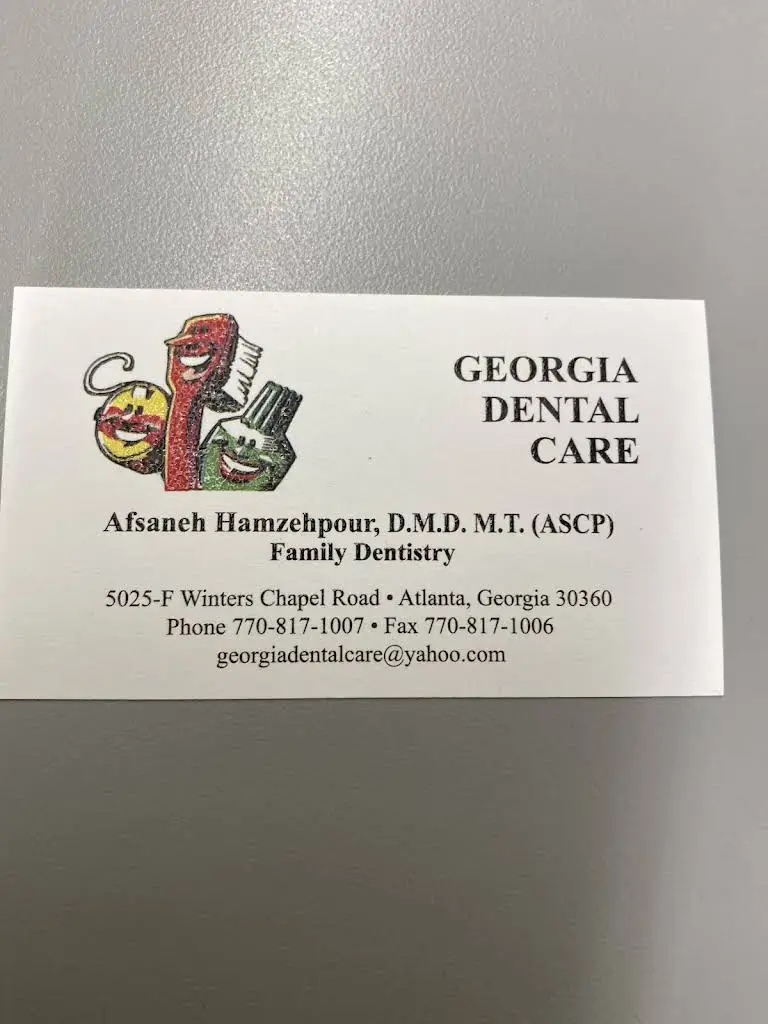 GEORGIA
DENTAL
CARE
Afsaneh Hamzehpour, D.M.D. M.T. (ASCP)
Family Dentistry
5025-F Winters Chapel Road • Atlanta, Georgia 30360
Phone 770-817-1007 • Fax 770-817-1006
georgiadentalcare@yahoo.com